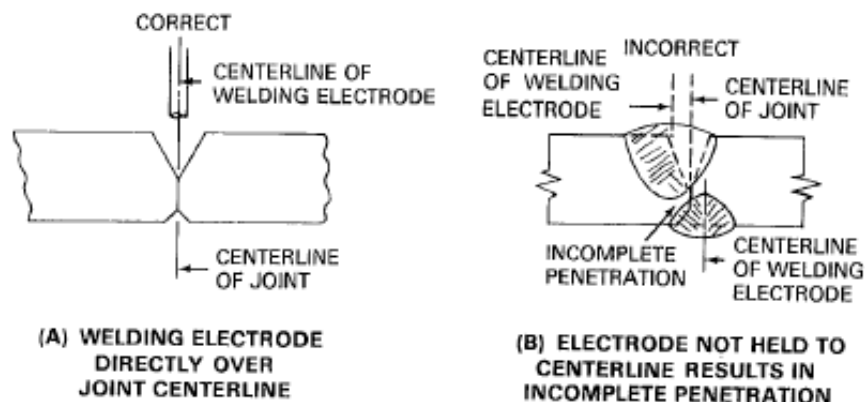 CORRECT
CENTERLINE OF
WELDING ELECTRODE
CENTERLINE
OF JOINT
(A) WELDING ELECTRODE
DIRECTLY OVER
JOINT CENTERLINE
INCORRECT
CENTERLINE
OF WELDING
ELECTRODE
CENTERLINE
OF JOINT
INCOMPLETE
PENETRATION
CENTERLINE
OF WELDING
ELECTRODE
(B) ELECTRODE NOT HELD TO
CENTERLINE RESULTS IN
INCOMPLETE PENETRATION